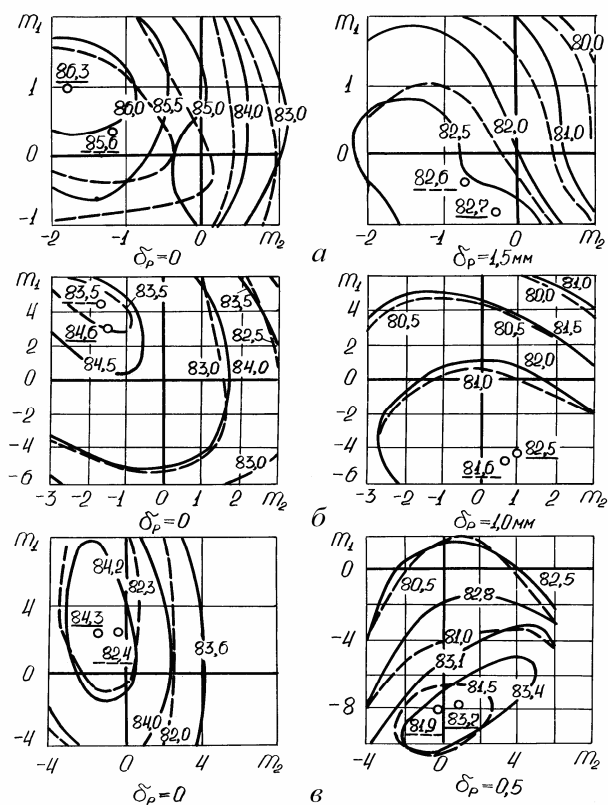 m₁ 1 0 -1 -2 -1 0 m₂
86,3 86,0 85,6 85,5 85,0 84,0 83,0
δₚ=0
m₁ 1 0 -2 -1 0 m₂
80,0 82,5 82,0 81,0 82,6 82,7
δₚ=1,5мм
а
m₁ 4 2 0 -2 -4 -6 -3 -2 -1 0 1 2 m₂
83,5 83,5 84,6 84,5 83,5 82,5 83,0 84,0 83,0
δₚ=0
m₁ 4 2 0 -2 -4 -6 -3 -2 -1 0 1 2 m₂
81,0 80,0 80,5 80,5 81,5 82,0 81,0 82,5 81,6
δₚ=1,0мм
б
m₁ 4 0 -4 -4 0 4 m₂
84,2 82,3 84,3 82,4 83,6 84,0 82,0
δₚ=0
m₁ 0 -4 -8 -4 0 4 m₂
80,5 82,8 82,5 81,0 83,1 81,5 83,4 81,9 83,7
δₚ=0,5
в